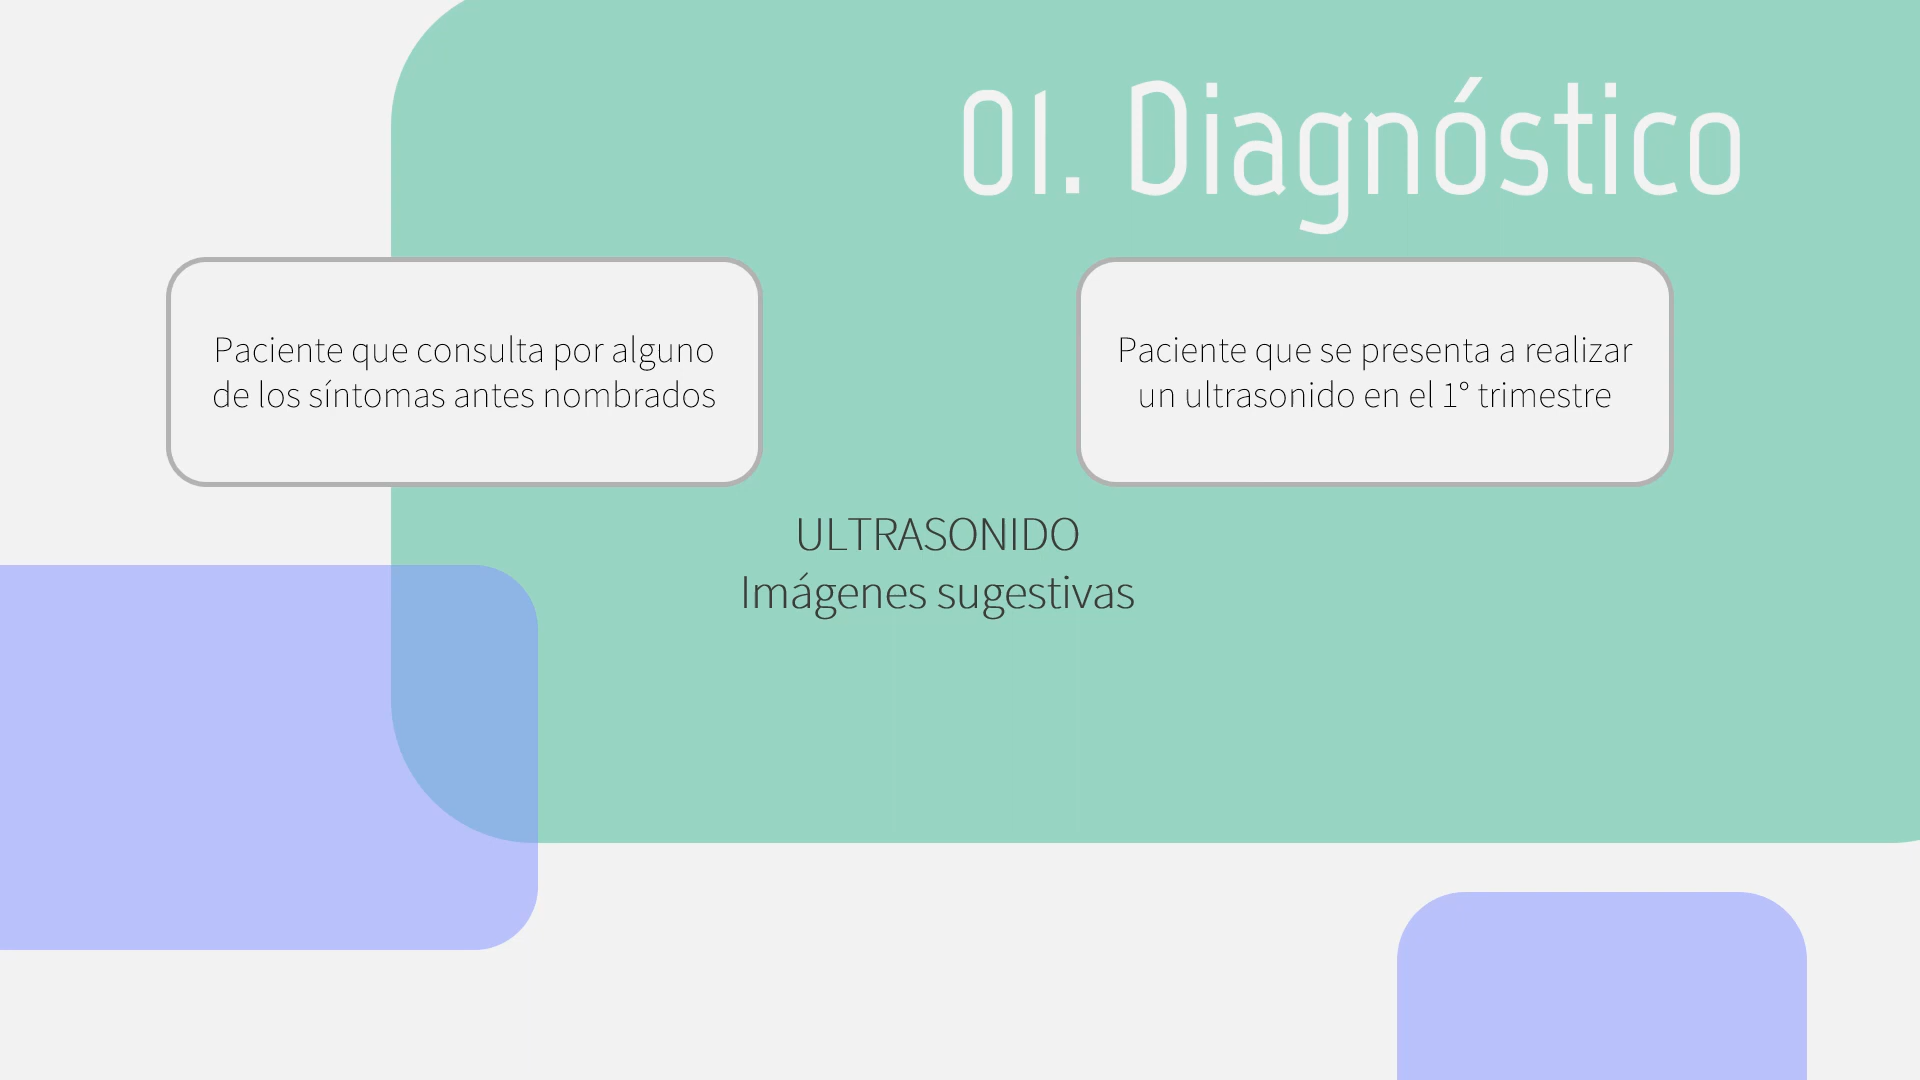 01. Diagnóstico
Paciente que consulta por alguno
de los síntomas antes nombrados
Paciente que se presenta a realizar
un ultrasonido en el 1° trimestre
ULTRASONIDO
Imágenes sugestivas